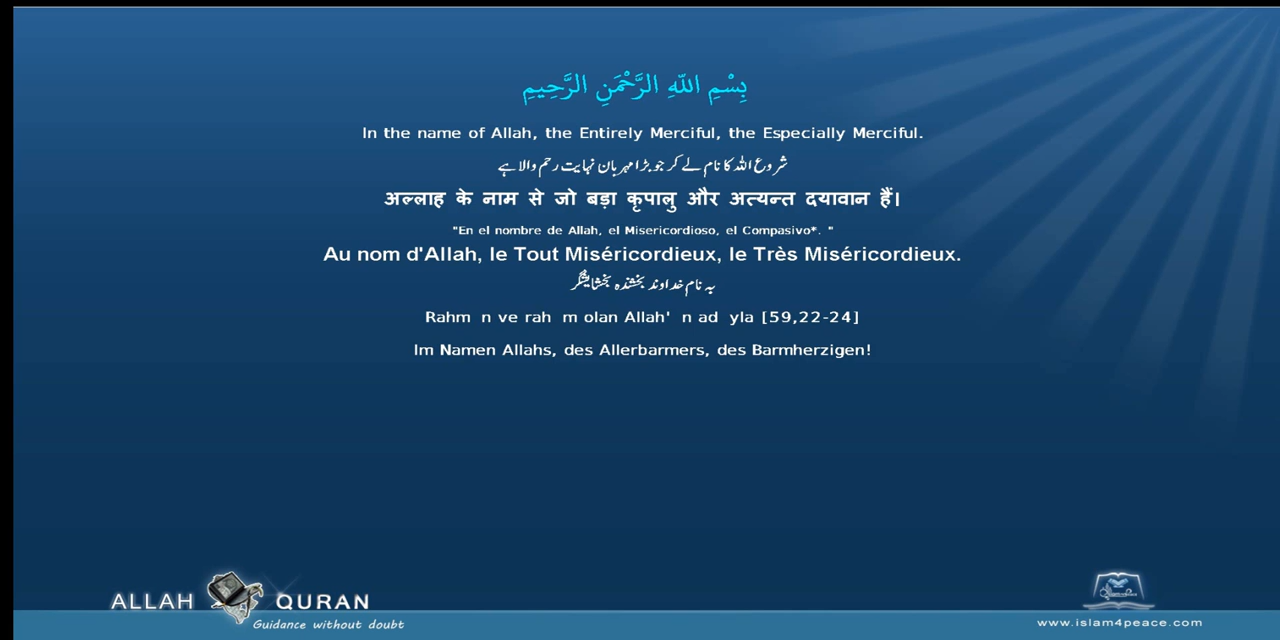 بِسْمِ اللّهِ الرَّحْمَنِ الرَّحِيمِ
In the name of Allah, the Entirely Merciful, the Especially Merciful.
شروع اللہ کا نام لے کر جو بڑا مہربان نہایت رحم والا ہے
अल्लाह के नाम से जो बड़ा कृपालु और अत्यन्त दयावान हैं।
"En el nombre de Allah, el Misericordioso, el Compasivo*. "
Au nom d'Allah, le Tout Miséricordieux, le Très Miséricordieux.
به نام خداوند بخشنده بخشایشگر
Rahm n ve rah m olan Allah' n ad yla [59,22-24]
Im Namen Allahs, des Allerbarmers, des Barmherzigen!
ALLAH QURAN
Guidance without doubt
www.islam4peace.com